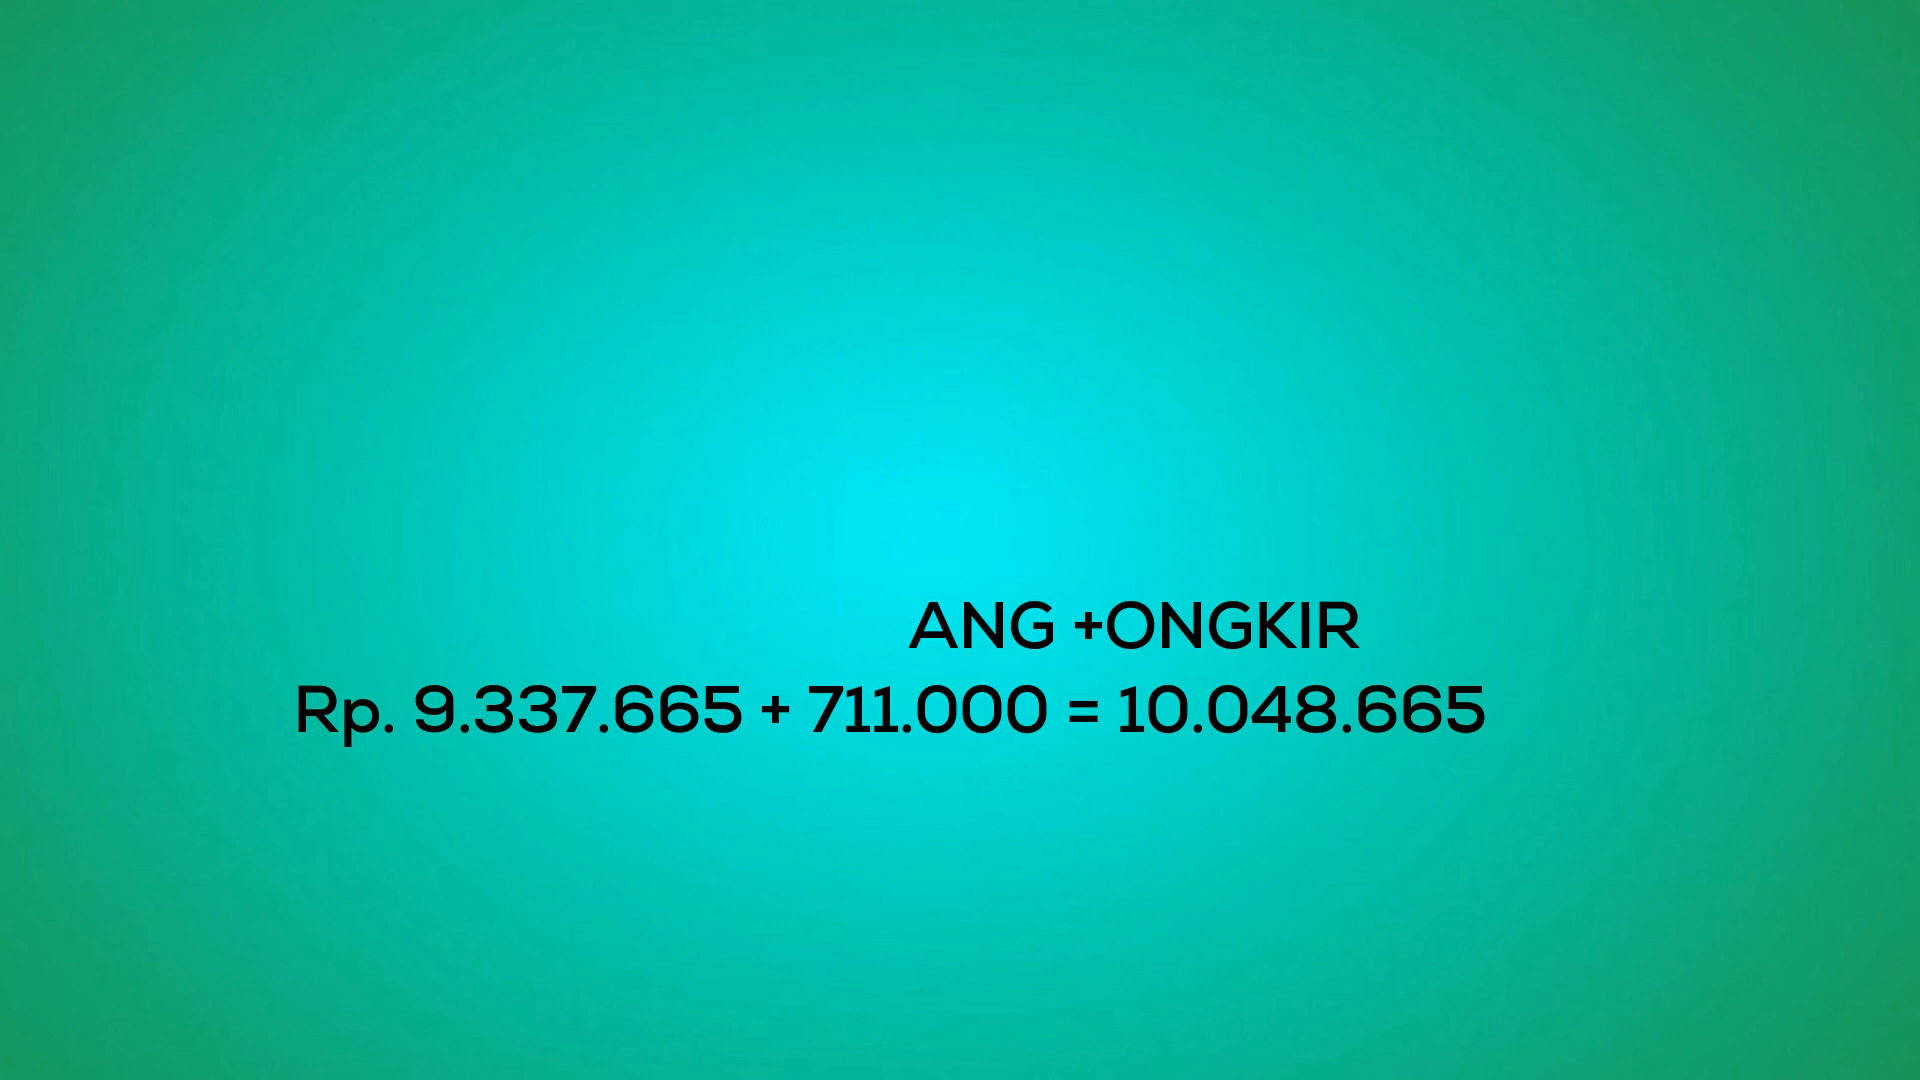 ANG +ONGKIR
Rp. 9.337.665 + 711.000 = 10.048.665